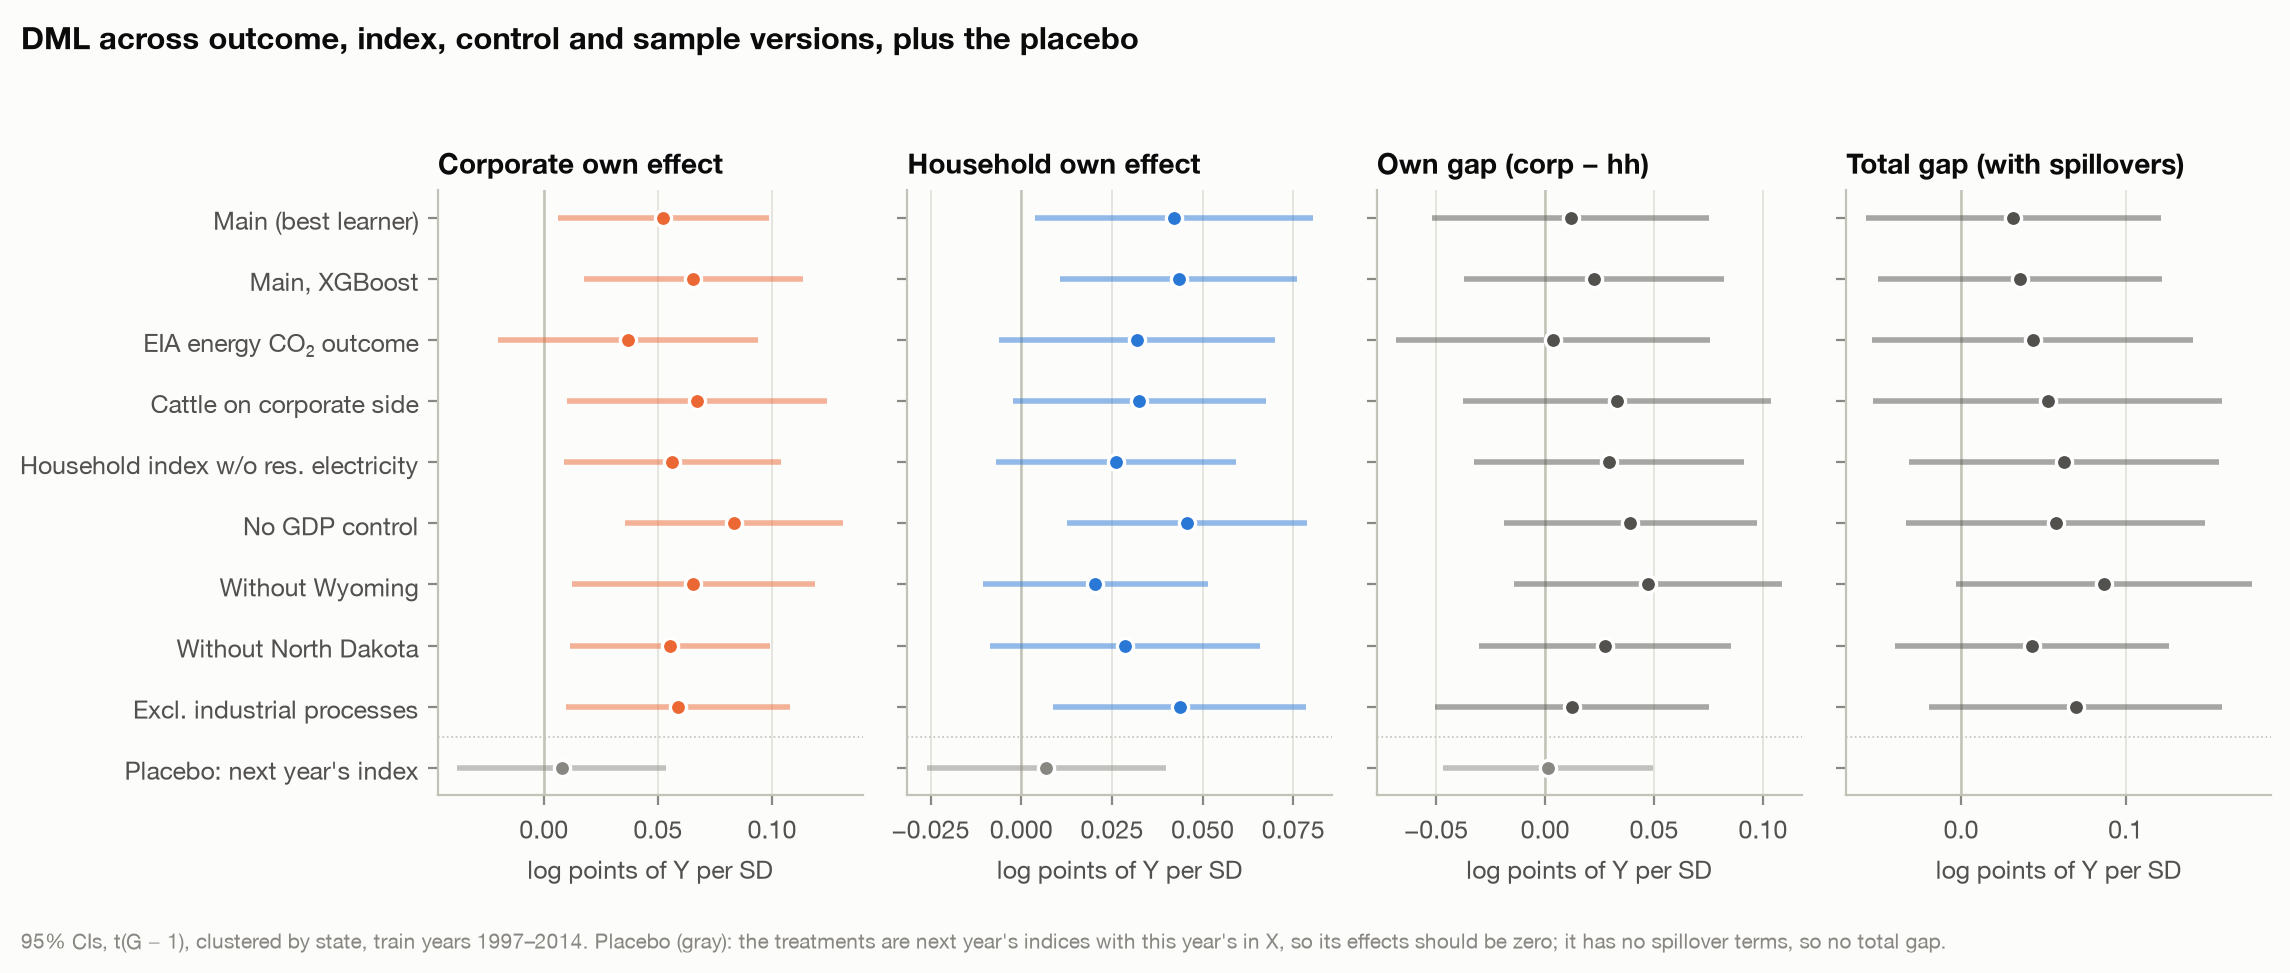 DML across outcome, index, control and sample versions, plus the placebo
Corporate own effect
Household own effect
Own gap (corp – hh)
Total gap (with spillovers)
Main (best learner)
Main, XGBoost
EIA energy CO₂ outcome
Cattle on corporate side
Household index w/o res. electricity
No GDP control
Without Wyoming
Without North Dakota
Excl. industrial processes
Placebo: next year's index
0.00 0.05 0.10
−0.025 0.000 0.025 0.050 0.075
−0.05 0.00 0.05 0.10
0.0 0.1
log points of Y per SD
log points of Y per SD
log points of Y per SD
log points of Y per SD
95% CIs, t(G − 1), clustered by state, train years 1997–2014. Placebo (gray): the treatments are next year's indices with this year's in X, so its effects should be zero; it has no spillover terms, so no total gap.